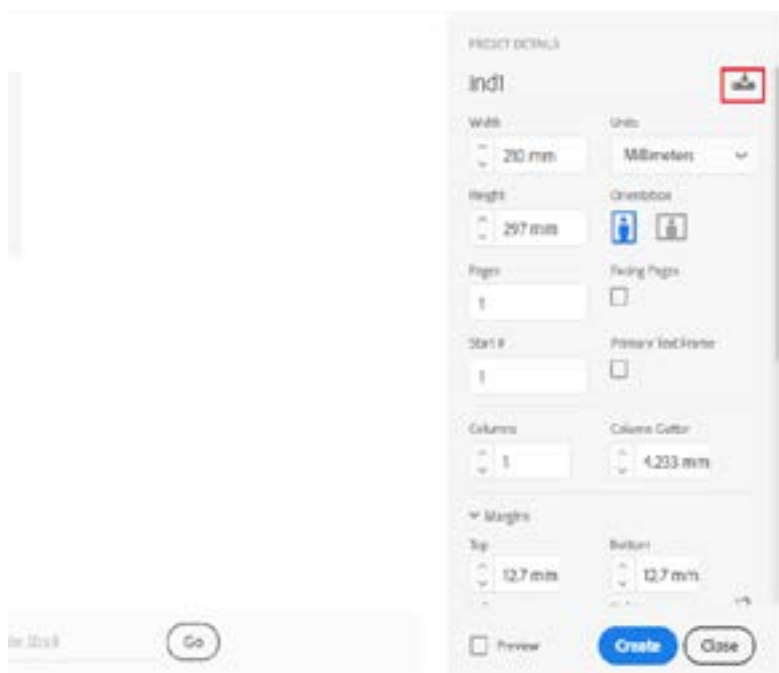 PRESET DETAILS
ind1
Width
Units
210 mm
Millimeters
Height
Orientation
297 mm
Pages
Facing Pages
1
Start #
Primary Text Frame
1
Columns
Column Gutter
1
4.233 mm
Margins
Top
Bottom
12.7 mm
12.7 mm
Go
Preview
Create
Close